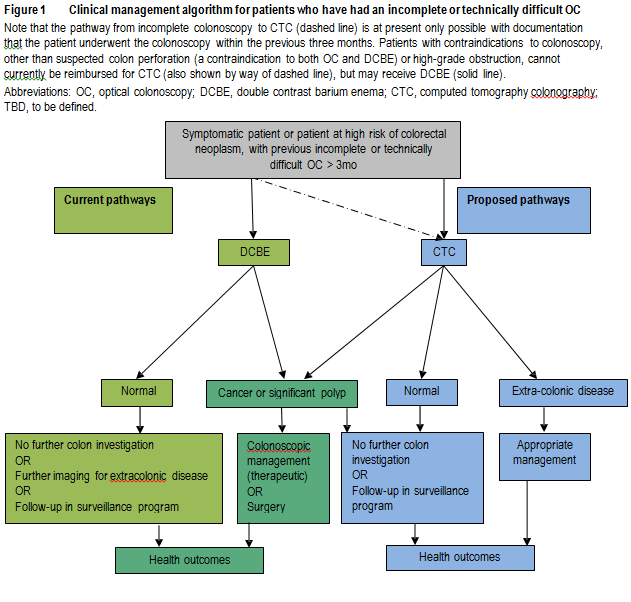 Figure 1 Clinical management algorithm for patients who have had an incomplete or technically difficult OC
Note that the pathway from incomplete colonoscopy to CTC (dashed line) is at present only possible with documentation
that the patient underwent the colonoscopy within the previous three months. Patients with contraindications to colonoscopy,
other than suspected colon perforation (a contraindication to both OC and DCBE) or high-grade obstruction, cannot
currently be reimbursed for CTC (also shown by way of dashed line), but may receive DCBE (solid line).
Abbreviations: OC, optical colonoscopy; DCBE, double contrast barium enema; CTC, computed tomography colonography;
TBD, to be defined.
Symptomatic patient or patient at high risk of colorectal
neoplasm, with previous incomplete or technically
difficult OC > 3mo
Current pathways
Proposed pathways
DCBE
CTC
Normal
Cancer or significant polyp
Normal
Extra-colonic disease
No further colon investigation
OR
Further imaging for extracolonic disease
OR
Follow-up in surveillance program
Colonoscopic
management
(therapeutic)
OR
Surgery
No further colon
investigation
OR
Follow-up in surveillance
program
Appropriate
management
Health outcomes
Health outcomes